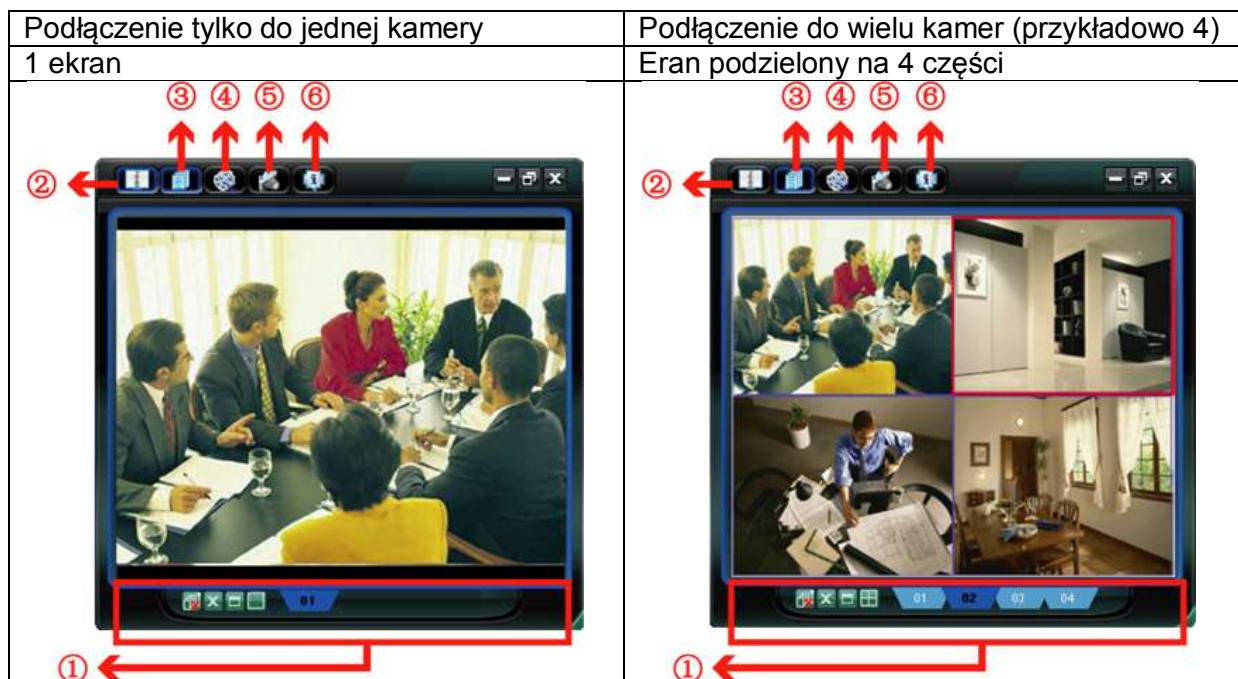 Podłączenie tylko do jednej kamery
Podłączenie do wielu kamer (przykładowo 4)
1 ekran
Eran podzielony na 4 części
③ ④ ⑤ ⑥
②
01
①
③ ④ ⑤ ⑥
②
01 02 03 04
①